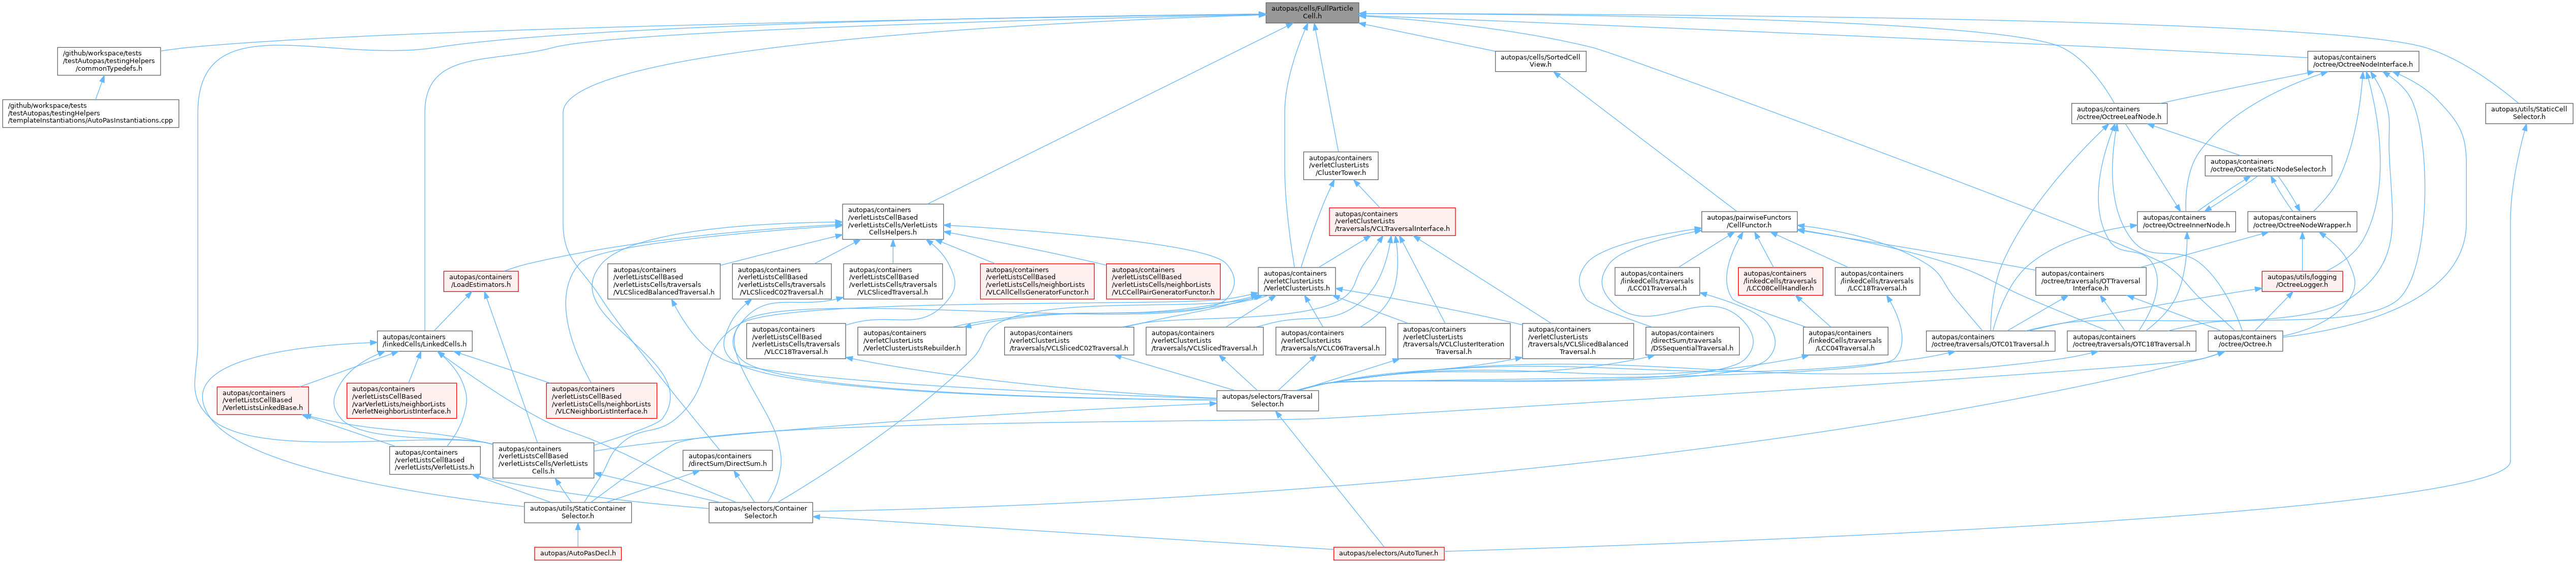 autopas/cells/FullParticle
Cell.h
/github/workspace/tests
/testAutopas/testingHelpers
/commonTypedefs.h
autopas/cells/SortedCell
View.h
autopas/containers
/octree/OctreeNodeInterface.h
/github/workspace/tests
/testAutopas/testingHelpers
/templateInstantiations/AutoPasInstantiations.cpp
autopas/containers
/octree/OctreeLeafNode.h
autopas/utils/StaticCell
Selector.h
autopas/containers
/verletClusterLists
/ClusterTower.h
autopas/containers
/octree/OctreeStaticNodeSelector.h
autopas/containers
/verletListsCellBased
/verletListsCells/VerletLists
CellsHelpers.h
autopas/containers
/verletClusterLists
/traversals/VCLTraversalInterface.h
autopas/pairwiseFunctors
/CellFunctor.h
autopas/containers
/octree/OctreeInnerNode.h
autopas/containers
/octree/OctreeNodeWrapper.h
autopas/containers
/LoadEstimators.h
autopas/containers
/verletListsCellBased
/verletListsCells/traversals
/VLCSlicedBalancedTraversal.h
autopas/containers
/verletListsCellBased
/verletListsCells/traversals
/VLCSlicedC02Traversal.h
autopas/containers
/verletListsCellBased
/verletListsCells/traversals
/VLCSlicedTraversal.h
autopas/containers
/verletListsCellBased
/verletListsCells/neighborLists
/VLCAllCellsGeneratorFunctor.h
autopas/containers
/verletListsCellBased
/verletListsCells/neighborLists
/VLCCellPairGeneratorFunctor.h
autopas/containers
/verletClusterLists
/VerletClusterLists.h
autopas/containers
/linkedCells/traversals
/LCC01Traversal.h
autopas/containers
/linkedCells/traversals
/LCC08CellHandler.h
autopas/containers
/linkedCells/traversals
/LCC18Traversal.h
autopas/containers
/octree/traversals/OTTraversal
Interface.h
autopas/utils/logging
/OctreeLogger.h
autopas/containers
/linkedCells/LinkedCells.h
autopas/containers
/verletListsCellBased
/verletListsCells/traversals
/VLCC18Traversal.h
autopas/containers
/verletClusterLists
/VerletClusterListsRebuilder.h
autopas/containers
/verletClusterLists
/traversals/VCLSlicedC02Traversal.h
autopas/containers
/verletClusterLists
/traversals/VCLSlicedTraversal.h
autopas/containers
/verletClusterLists
/traversals/VCLC06Traversal.h
autopas/containers
/verletClusterLists
/traversals/VCLClusterIteration
Traversal.h
autopas/containers
/verletClusterLists
/traversals/VCLSlicedBalanced
Traversal.h
autopas/containers
/directSum/traversals
/DSSequentialTraversal.h
autopas/containers
/linkedCells/traversals
/LCC04Traversal.h
autopas/containers
/octree/traversals/OTC01Traversal.h
autopas/containers
/octree/traversals/OTC18Traversal.h
autopas/containers
/octree/Octree.h
autopas/containers
/verletListsCellBased
/VerletListsLinkedBase.h
autopas/containers
/verletListsCellBased
/varVerletLists/neighborLists
/VerletNeighborListInterface.h
autopas/containers
/verletListsCellBased
/verletListsCells/neighborLists
/VLCNeighborListInterface.h
autopas/selectors/Traversal
Selector.h
autopas/containers
/verletListsCellBased
/verletLists/VerletLists.h
autopas/containers
/verletListsCellBased
/verletListsCells/VerletLists
Cells.h
autopas/containers
/directSum/DirectSum.h
autopas/utils/StaticContainer
Selector.h
autopas/selectors/Container
Selector.h
autopas/AutoPasDecl.h
autopas/selectors/AutoTuner.h